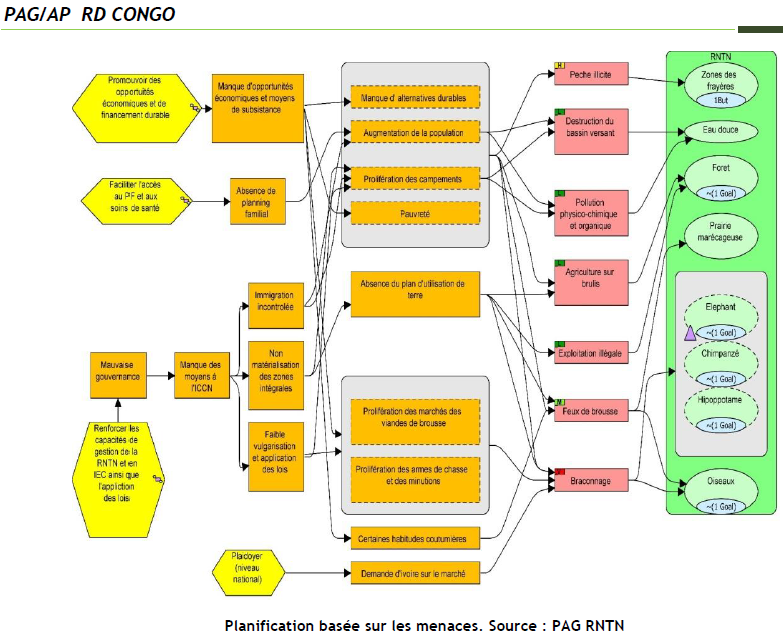 PAG/AP RD CONGO
RNTN
Promouvoir des
opportuités
économiques et de
financement durable
Manque d'opportunités
économiques et moyens
de subsistance
Manque d' alternatives durables
Augmentation de la population
Prolifération des campements
Pauvreté
Faciliter l'accès
au PF et aux
soins de santé
Absence de
planning
familial
Immigration
incontrolée
Absence du plan d'utilisation de
terre
Non
matérialisation
des zones
intégrales
Mauvaise
gouvernance
Manque des
moyens à
l'ICCN
Faible
vulgarisation
et application
des lois
Renforcer les
capacités de
gestion de la
RNTN et en
IEC ainsi que
l'appliction
des loisi
Prolifération des marchés des
viandes de brousse
Prolifération des armes de chasse
et des minutions
Certaines habitudes coutumières
Plaidoyer
(niveau
national)
Demande d'ivoire sur le marché
Peche illicite
Destruction du
bassin versant
Pollution
physico-chimique
et organique
Agriculture sur
brulis
Exploitation illégale
Feux de brousse
Braconnage
Zones des
frayères
1But
Eau douce
Foret
~(1 Goal)
Prairie
marécageuse
Elephant
~(1 Goal)
Chimpanzé
~(1 Goal)
Hipoppotame
~(1 Goal)
Oiseaux
~(1 Goal)
Planification basée sur les menaces. Source : PAG RNTN